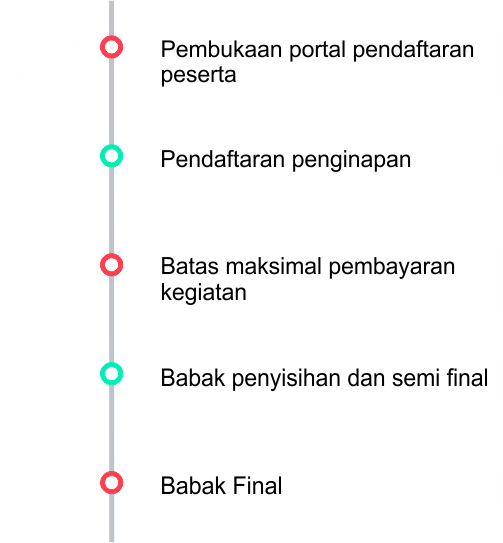 Pembukaan portal pendaftaran
peserta
Pendaftaran penginapan
Batas maksimal pembayaran
kegiatan
Babak penyisihan dan semi final
Babak Final